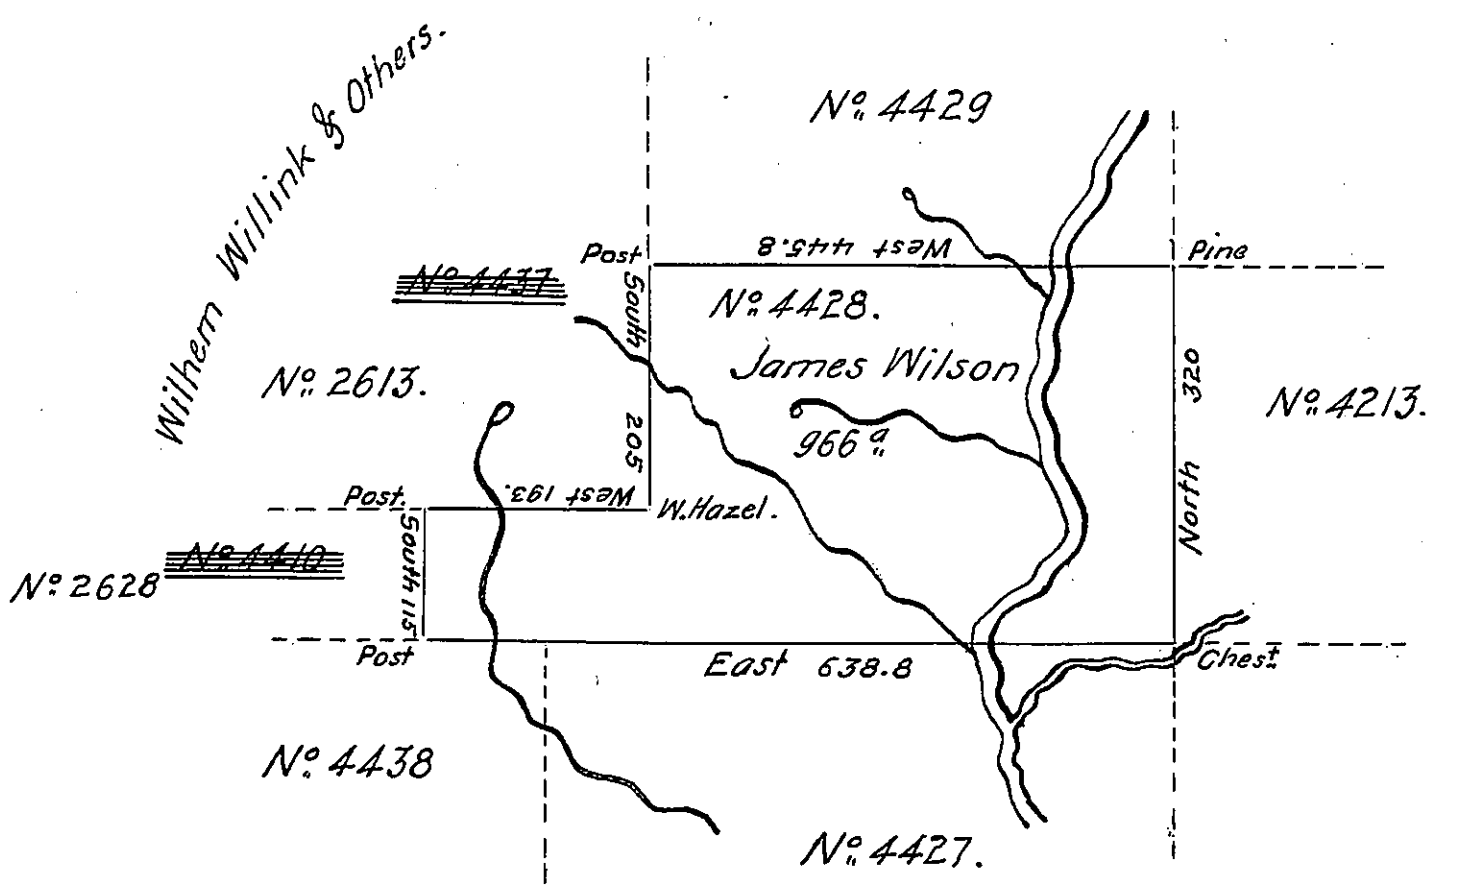 Wilhem Willink & Others.
Nº 4429
Post
West 445.8
Pine
Nº 4437
South 205
Nº 4428.
James Wilson
966 a
Nº 2613.
North 320
Nº 4213.
Post.
West 193.
W. Hazel.
Nº 4410
Nº 2628
South 115
Post
East 638.8
Chest
Nº 4438
Nº 4427.